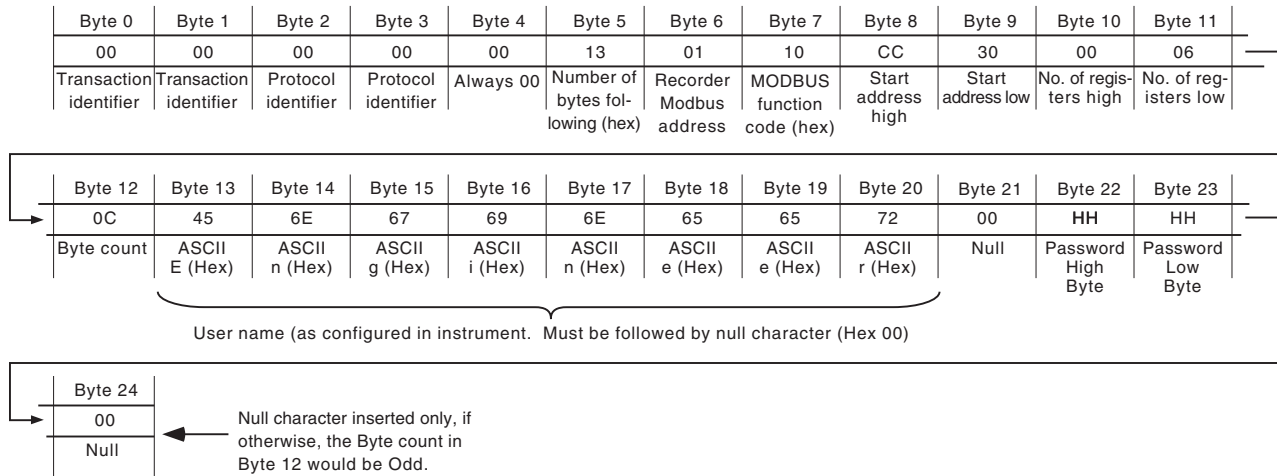 Byte 0 Byte 1 Byte 2 Byte 3 Byte 4 Byte 5 Byte 6 Byte 7 Byte 8 Byte 9 Byte 10 Byte 11
00 00 00 00 00 13 01 10 CC 30 00 06
Transaction Transaction Protocol Protocol Always 00 Number of Recorder MODBUS Start Start No. of regis- No. of reg-
identifier identifier identifier identifier bytes fol- Modbus function address address low ters high isters low
lowing (hex) address code (hex) high
Byte 12 Byte 13 Byte 14 Byte 15 Byte 16 Byte 17 Byte 18 Byte 19 Byte 20 Byte 21 Byte 22 Byte 23
0C 45 6E 67 69 6E 65 65 72 00 HH HH
Byte count ASCII ASCII ASCII ASCII ASCII ASCII ASCII ASCII Null Password Password
E (Hex) n (Hex) g (Hex) i (Hex) n (Hex) e (Hex) e (Hex) r (Hex) High Low
Byte Byte
User name (as configured in instrument. Must be followed by null character (Hex 00)
Byte 24
00
Null
Null character inserted only, if
otherwise, the Byte count in
Byte 12 would be Odd.